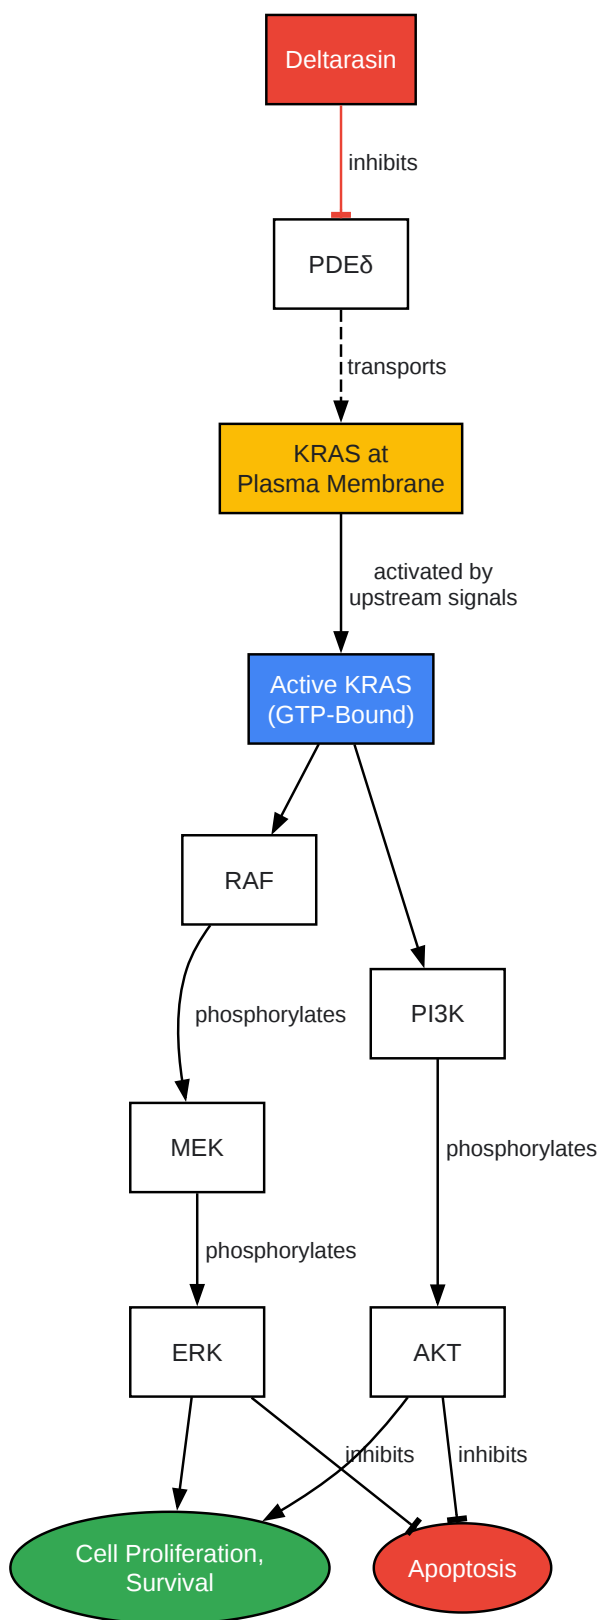 Deltarasin
inhibits
PDEδ
transports
KRAS at
Plasma Membrane
activated by
upstream signals
Active KRAS
(GTP-Bound)
RAF
PI3K
phosphorylates
MEK
phosphorylates
phosphorylates
ERK
AKT
inhibits
inhibits
Cell Proliferation,
Survival
Apoptosis